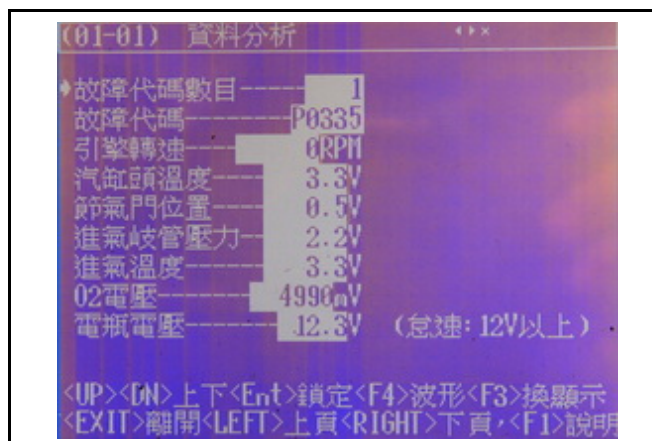 (01-01) 資料分析
故障代碼數目-----1
故障代碼------P0335
引擎轉速----0RPM
汽缸頭溫度----3.3V
節氣門位置----0.5V
進氣岐管壓力--2.2V
進氣溫度------3.3V
O2電壓------4990mV
電瓶電壓------12.3V (怠速:12V以上)
<UP><DN>上下<Ent>鎖定<F4>波形<F3>換顯示
<EXIT>離開<LEFT>上頁<RIGHT>下頁,<F1>說明